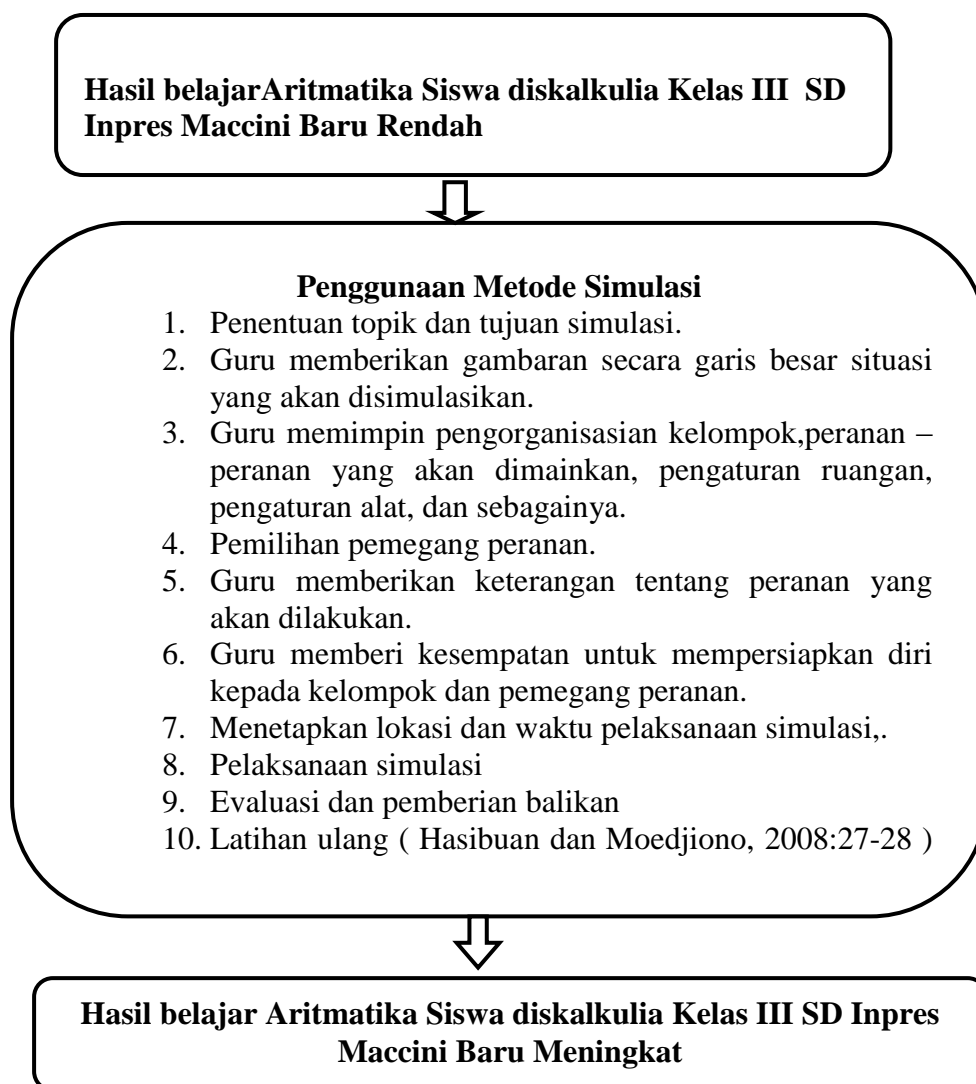 Hasil belajarAritmatika Siswa diskalkulia Kelas III SD
Inpres Maccini Baru Rendah
Penggunaan Metode Simulasi
1. Penentuan topik dan tujuan simulasi.
2. Guru memberikan gambaran secara garis besar situasi
yang akan disimulasikan.
3. Guru memimpin pengorganisasian kelompok,peranan –
peranan yang akan dimainkan, pengaturan ruangan,
pengaturan alat, dan sebagainya.
4. Pemilihan pemegang peranan.
5. Guru memberikan keterangan tentang peranan yang
akan dilakukan.
6. Guru memberi kesempatan untuk mempersiapkan diri
kepada kelompok dan pemegang peranan.
7. Menetapkan lokasi dan waktu pelaksanaan simulasi,.
8. Pelaksanaan simulasi
9. Evaluasi dan pemberian balikan
10. Latihan ulang ( Hasibuan dan Moedjiono, 2008:27-28 )
Hasil belajar Aritmatika Siswa diskalkulia Kelas III SD Inpres
Maccini Baru Meningkat